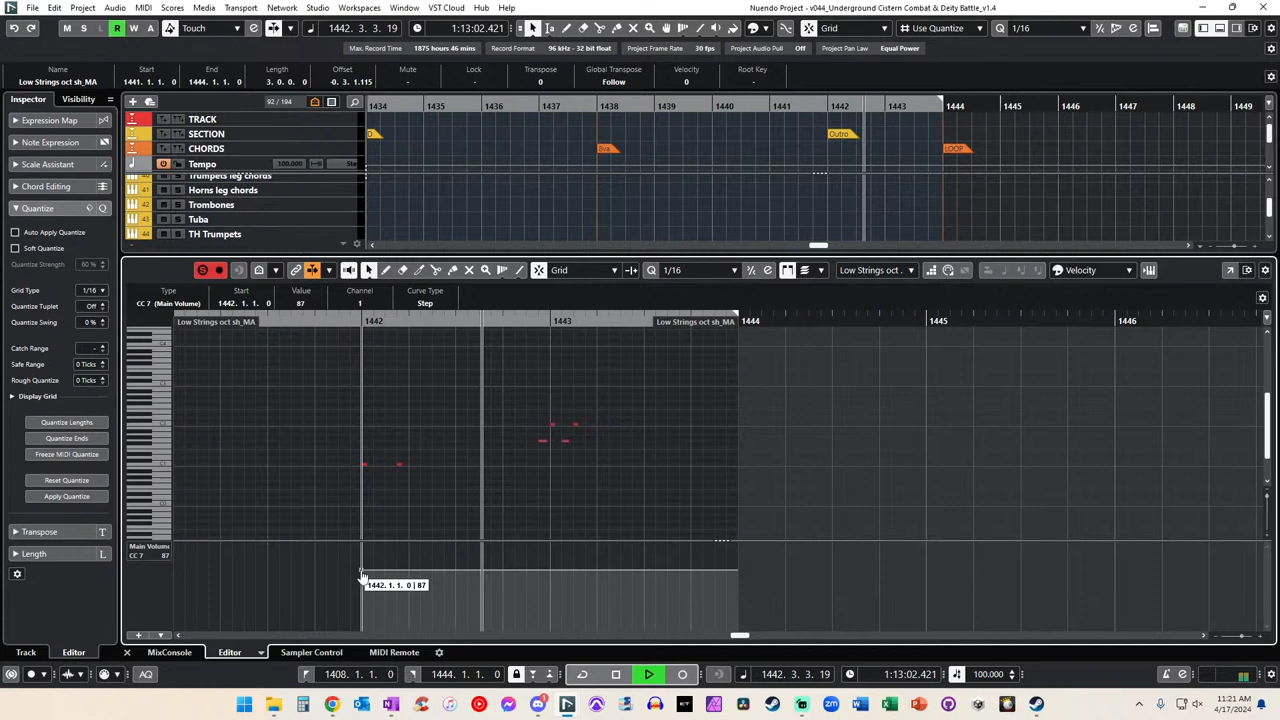 File Edit Project Audio MIDI Scores Media Transport Network Studio Workspaces Window VST Cloud Hub Help
Nuendo Project - v044_Underground Cistern Combat & Deity Battle_v1.4
M S L R W A Touch
1442. 3. 3. 19
1:13:02.421
Grid
Use Quantize
1/16
Max. Record Time 1875 hours 46 mins Record Format 96 kHz - 32 bit float Project Frame Rate 30 fps Project Audio Pull Off Project Pan Law Equal Power
Name Start End Length Offset Mute Lock Transpose Global Transpose Velocity Root Key
Low Strings oct sh_MA 1441. 1. 1. 0 1444. 1. 1. 0 3. 0. 0. 0 -0. 3. 1.115 - - 0 Follow 0 -
Inspector Visibility
92 / 194
1434 1435 1436 1437 1438 1439 1440 1441 1442 1443 1444 1445 1446 1447 1448 1449
Expression Map
TRACK
Note Expression
SECTION
Outro
Scale Assistant
CHORDS
8va
LOOP
Tempo 100.000
Trumpets leg chords
Chord Editing
41 Horns leg chords
Quantize
42 Trombones
43 Tuba
44 TH Trumpets
Auto Apply Quantize
Soft Quantize
Quantize Strength 60 %
Grid Type 1/16
Quantize Tuplet Off
Quantize Swing 0 %
Catch Range -
Safe Range 0 Ticks
Rough Quantize 0 Ticks
Display Grid
Quantize Lengths
Quantize Ends
Freeze MIDI Quantize
Reset Quantize
Apply Quantize
Transpose
Length
S
Grid
1/16
Low Strings oct .
Velocity
Type Start Value Channel Curve Type
CC 7 (Main Volume) 1442. 1. 1. 0 87 1 Step
Low Strings oct sh_MA 1442 1443 Low Strings oct sh_MA 1444 1445 1446
Main Volume
CC 7 87
1442. 1. 1. 0 | 87
Track Editor
MixConsole Editor Sampler Control MIDI Remote
AQ
1408. 1. 1. 0
1444. 1. 1. 0
1442. 3. 3. 19
1:13:02.421
100.000
11:21 AM
4/17/2024